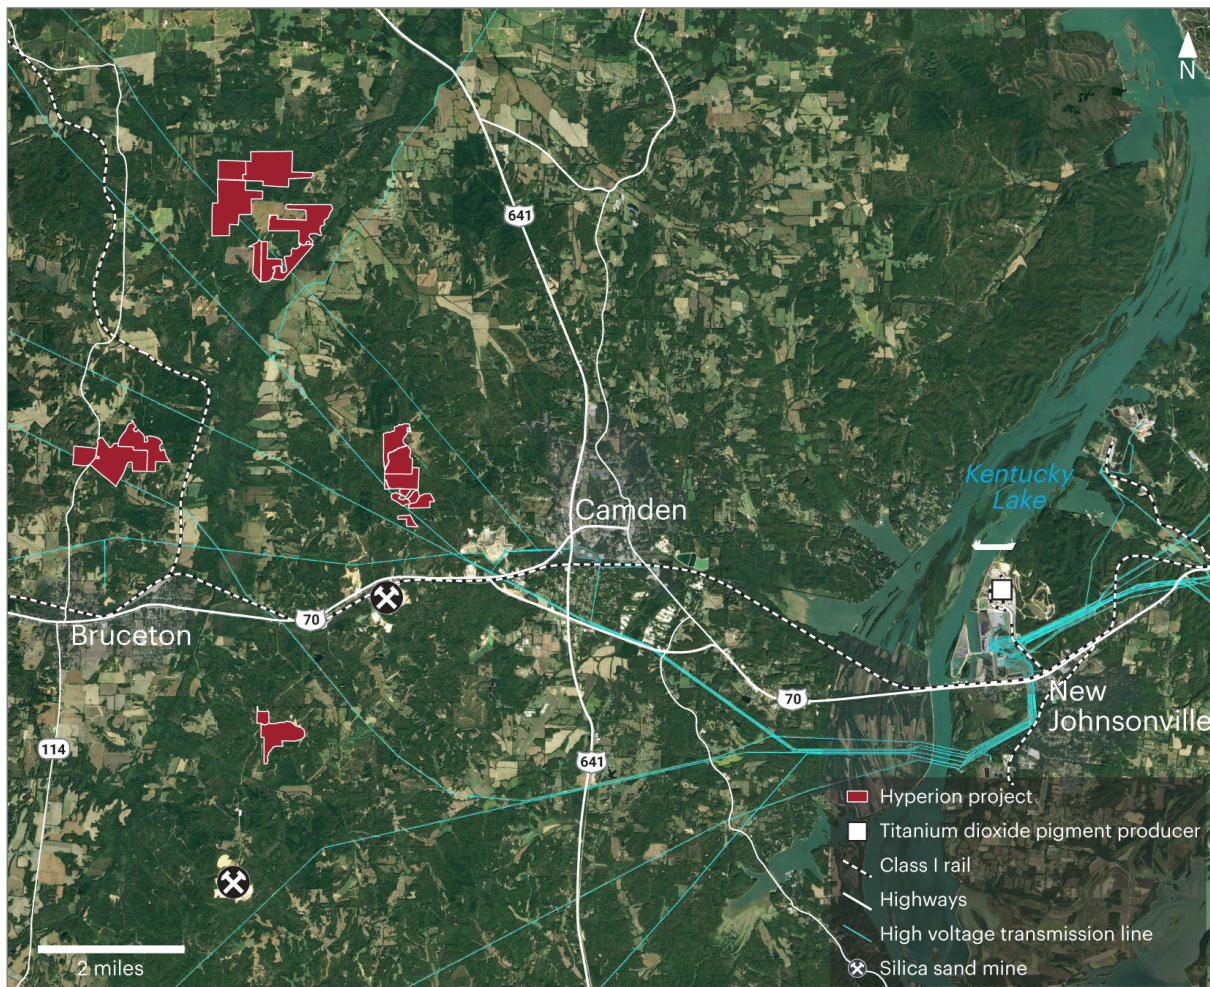 N
641
Kentucky
Lake
Camden
70
Bruceton
70
New
Johnsonville
114
641
Hyperion project
Titanium dioxide pigment producer
Class I rail
Highways
High voltage transmission line
Silica sand mine
2 miles